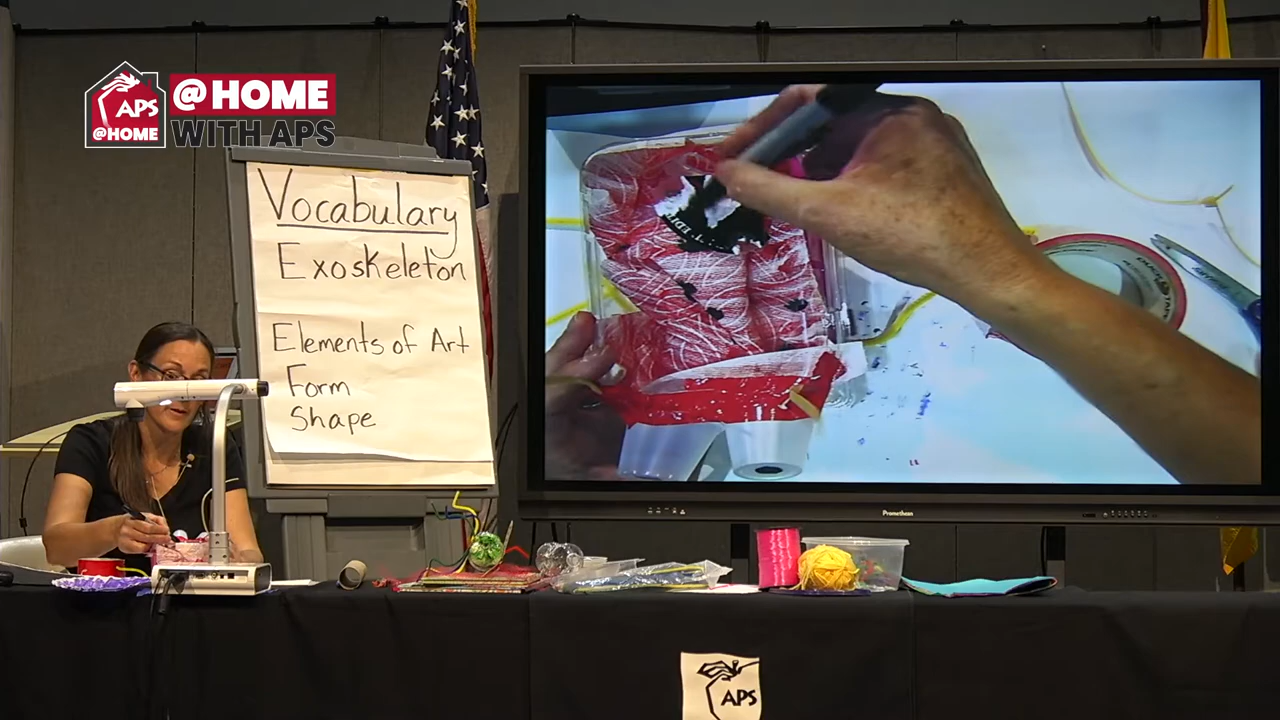 @HOME
WITH APS
APS
@HOME
Vocabulary
Exoskeleton
Elements of Art
Form
Shape
Promethean
APS